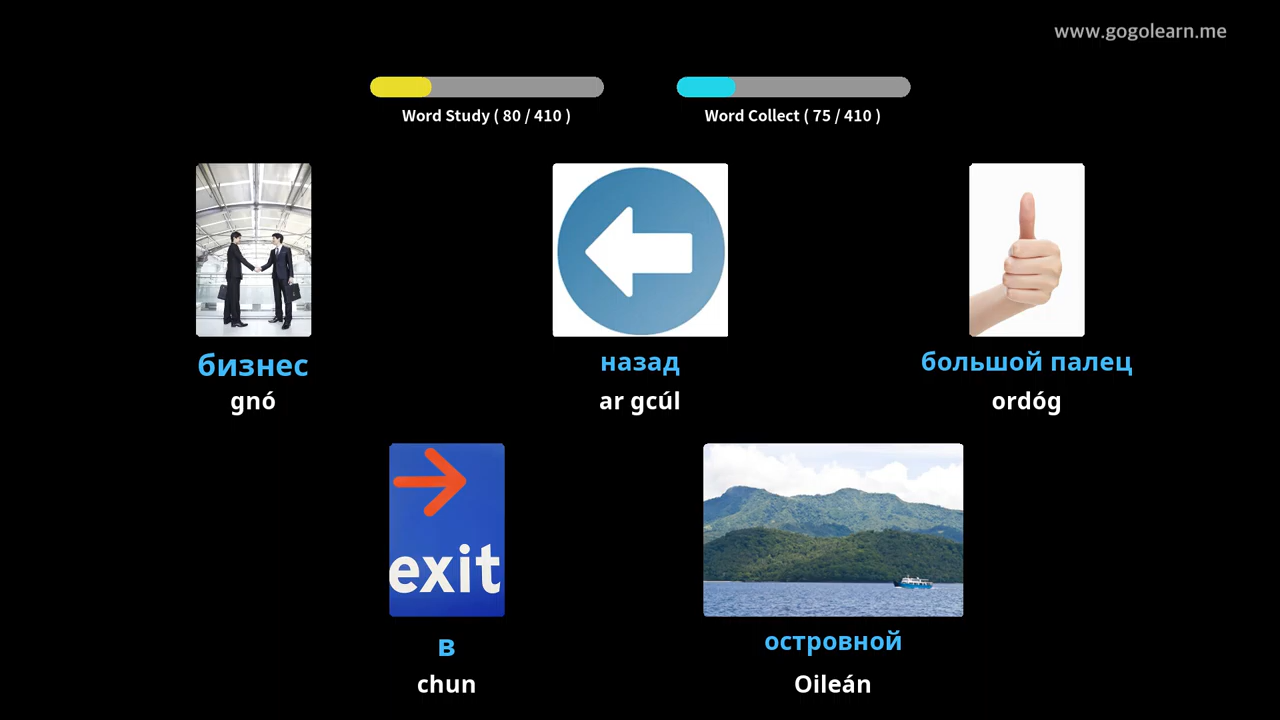 www.gogolearn.me
Word Study ( 80 / 410 )
Word Collect ( 75 / 410 )
бизнес
назад
большой палец
gnó
ar gcúl
ordóg
exit
в
островной
chun
Oileán